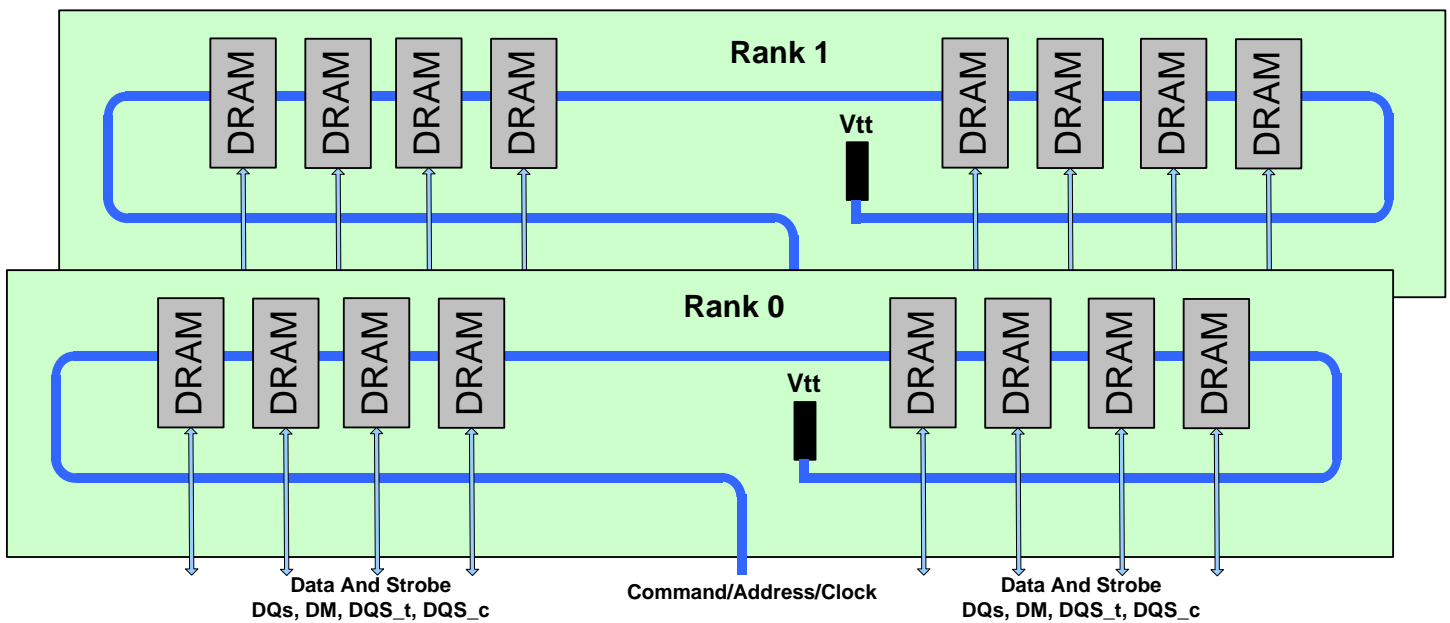 Rank 1
DRAM DRAM DRAM DRAM DRAM DRAM DRAM DRAM
Vtt
Rank 0
DRAM DRAM DRAM DRAM DRAM DRAM DRAM DRAM
Vtt
Data And Strobe
DQs, DM, DQS_t, DQS_c
Command/Address/Clock
Data And Strobe
DQs, DM, DQS_t, DQS_c